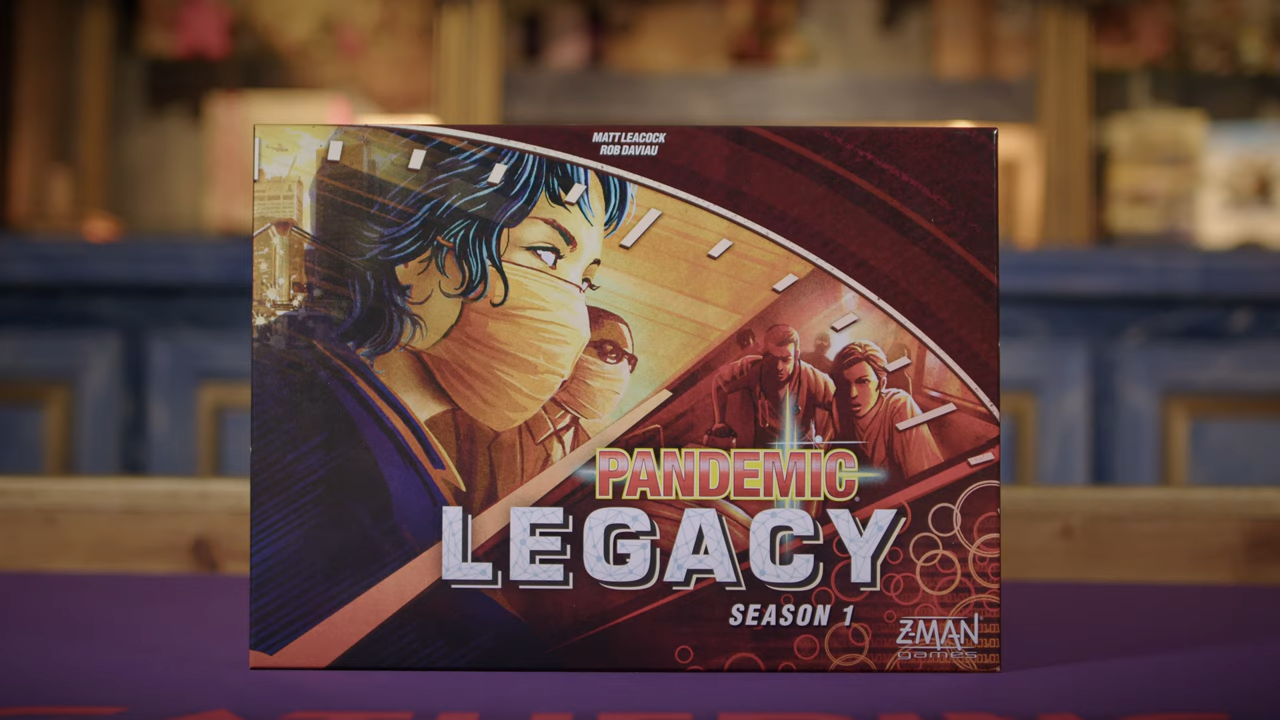 MATT LEACOCK
ROB DAVIAU
PANDEMIC
LEGACY
SEASON 1
Z-MAN
games